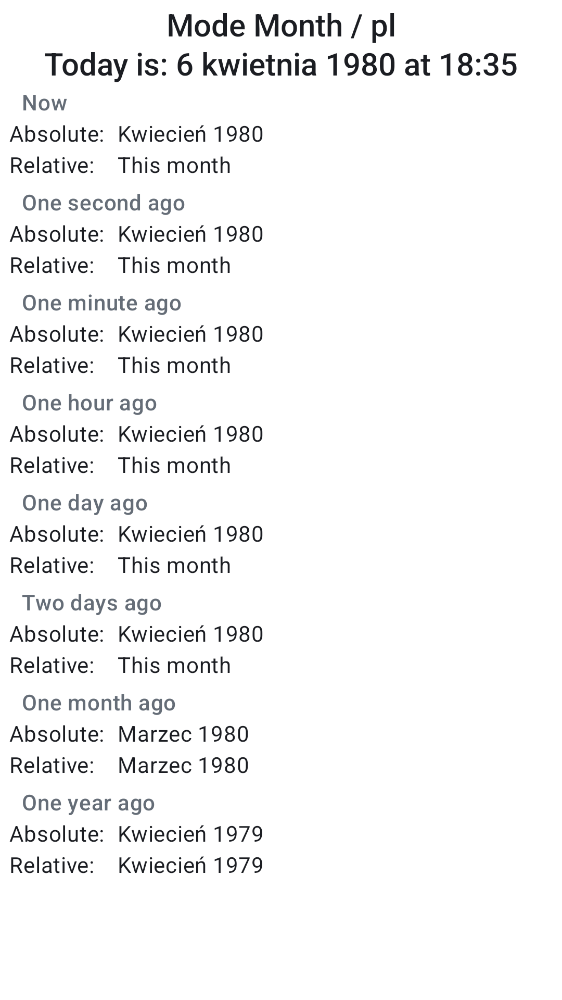 Mode Month / pl
Today is: 6 kwietnia 1980 at 18:35
Now
Absolute: Kwiecień 1980
Relative: This month
One second ago
Absolute: Kwiecień 1980
Relative: This month
One minute ago
Absolute: Kwiecień 1980
Relative: This month
One hour ago
Absolute: Kwiecień 1980
Relative: This month
One day ago
Absolute: Kwiecień 1980
Relative: This month
Two days ago
Absolute: Kwiecień 1980
Relative: This month
One month ago
Absolute: Marzec 1980
Relative: Marzec 1980
One year ago
Absolute: Kwiecień 1979
Relative: Kwiecień 1979